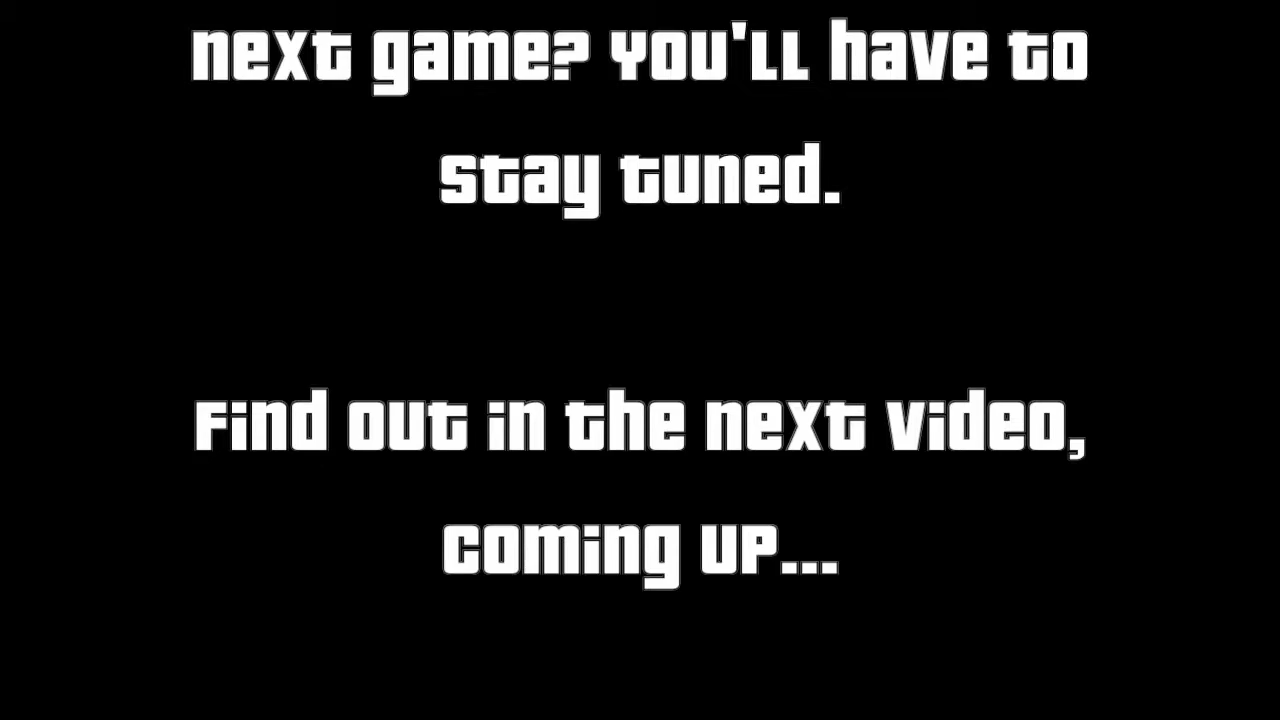 next game? You'll have to
stay tuned.
Find out in the next video,
coming up...